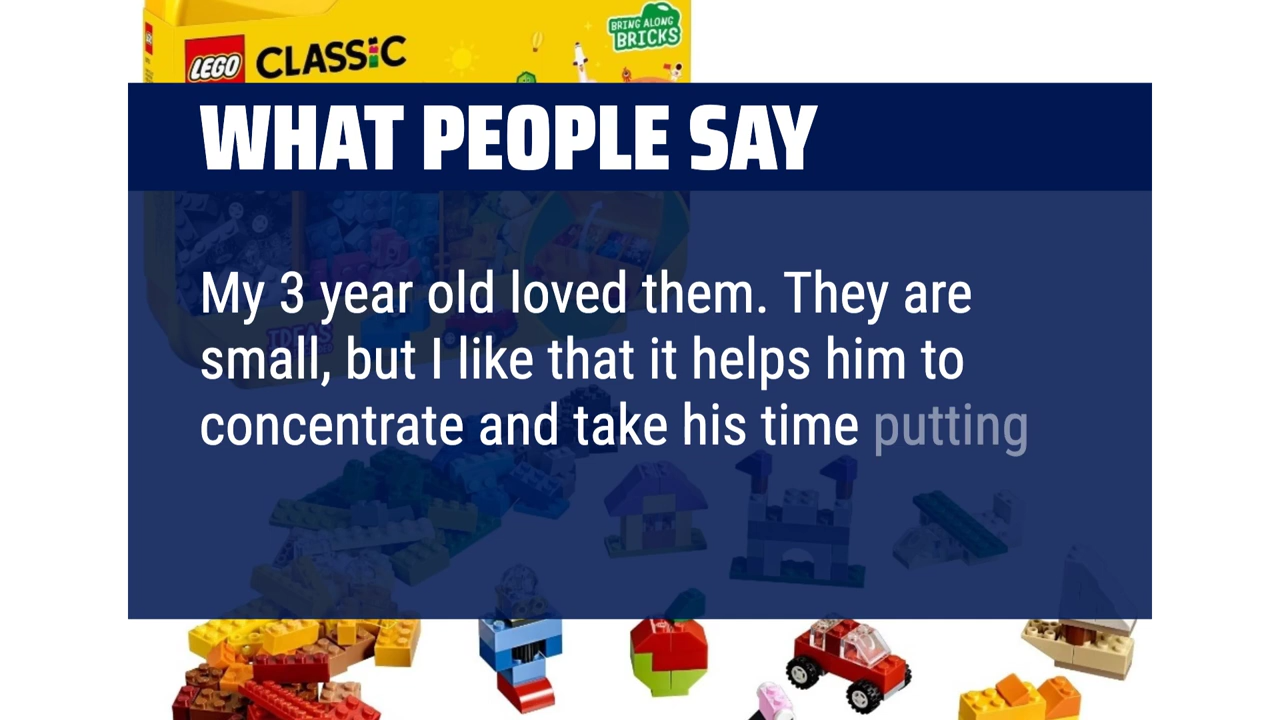 BRING ALONG
BRICKS
LEGO CLASSIC
WHAT PEOPLE SAY
My 3 year old loved them. They are
small, but I like that it helps him to
concentrate and take his time putting
IDEAS